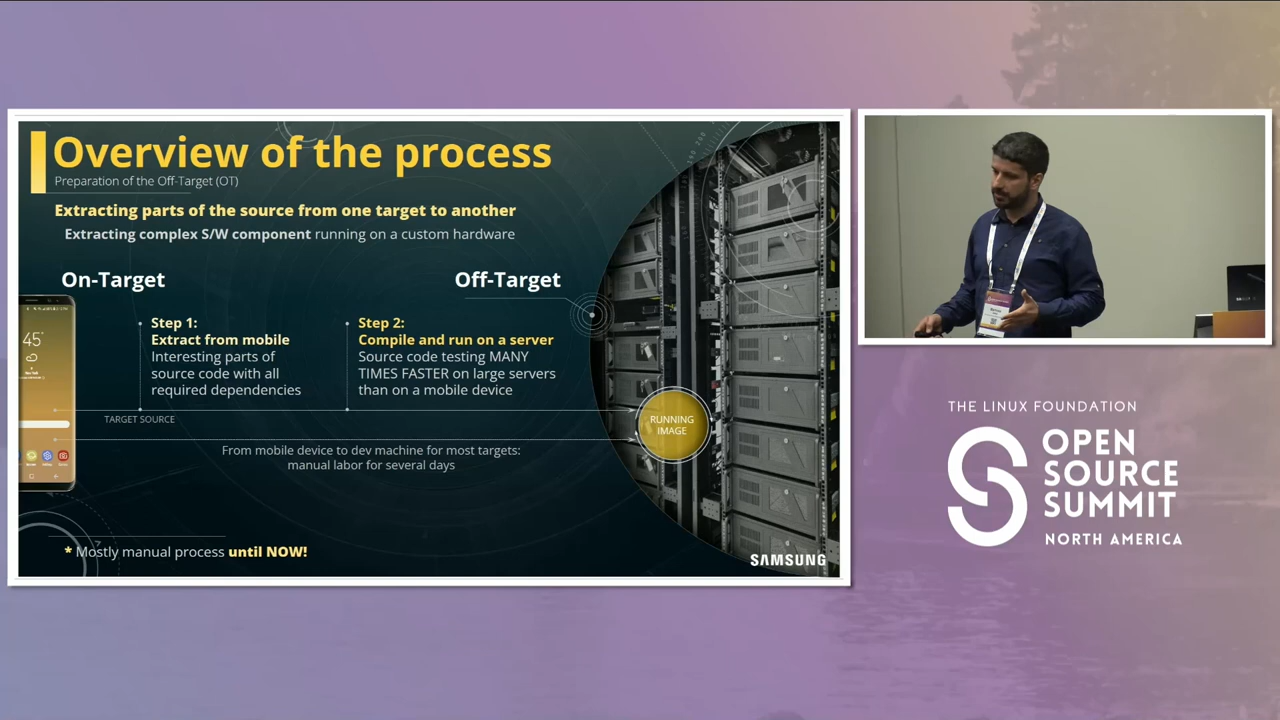 Overview of the process
Preparation of the Off-Target (OT)
Extracting parts of the source from one target to another
Extracting complex S/W component running on a custom hardware
On-Target
Off-Target
45°
Step 1:
Extract from mobile
Interesting parts of
source code with all
required dependencies
Step 2:
Compile and run on a server
Source code testing MANY
TIMES FASTER on large servers
than on a mobile device
TARGET SOURCE
RUNNING
IMAGE
From mobile device to dev machine for most targets:
manual labor for several days
* Mostly manual process until NOW!
SAMSUNG
THE LINUX FOUNDATION
OPEN
SOURCE
SUMMIT
NORTH AMERICA